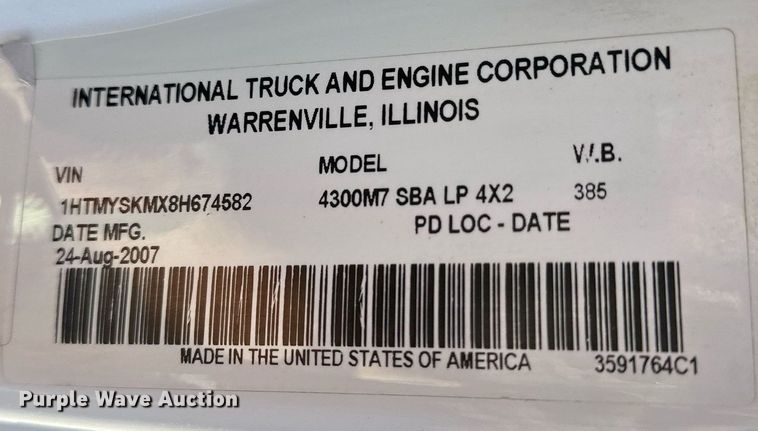 INTERNATIONAL TRUCK AND ENGINE CORPORATION
WARRENVILLE, ILLINOIS
VIN MODEL W.B.
1HTMYSKMX8H674582 4300M7 SBA LP 4X2 385
DATE MFG. PD LOC - DATE
24-Aug-2007
MADE IN THE UNITED STATES OF AMERICA 3591764C1
Purple Wave Auction